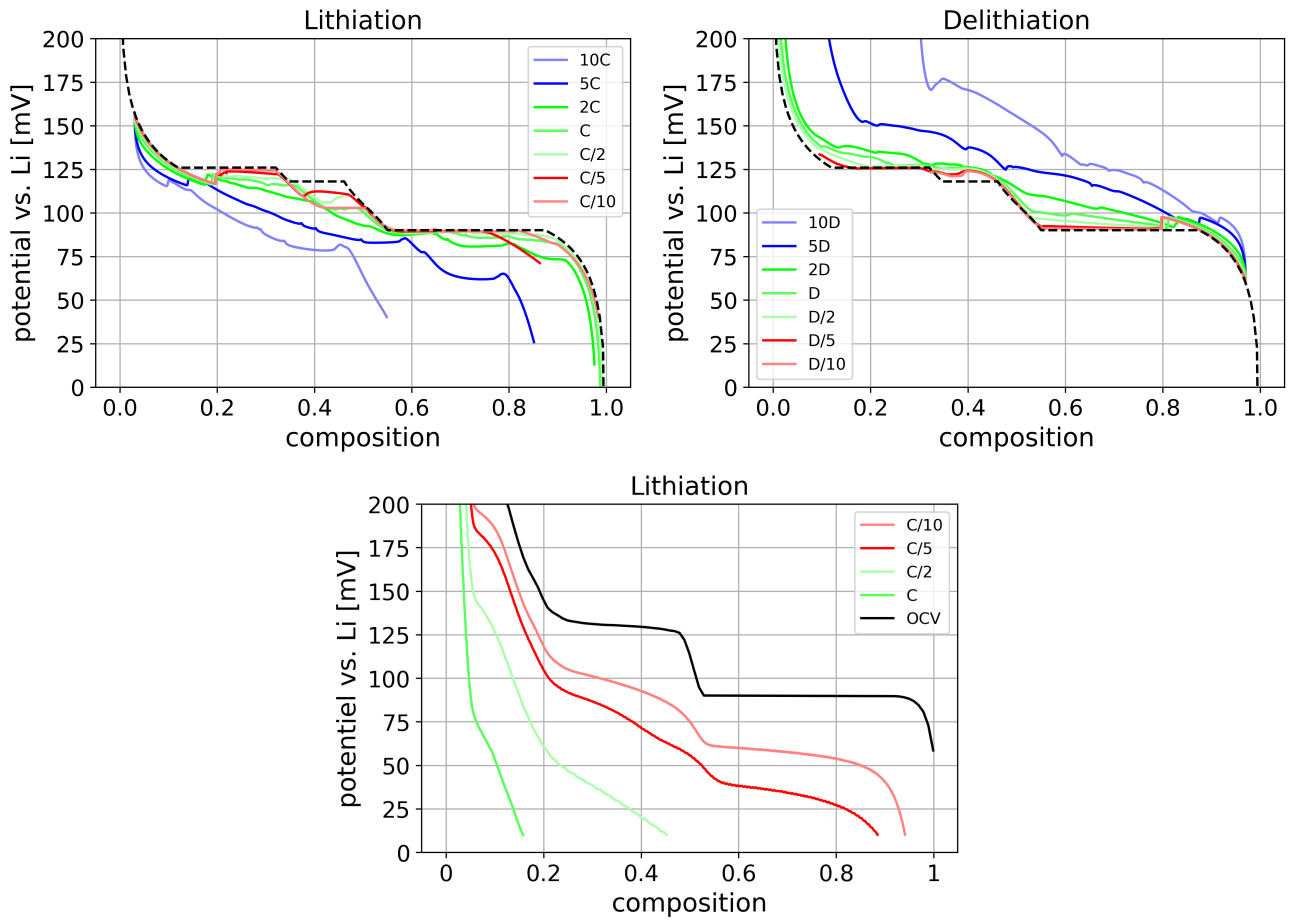 Lithiation
potential vs. Li [mV]
200
175
150
125
100
75
50
25
0
10C
5C
2C
C
C/2
C/5
C/10
0.0 0.2 0.4 0.6 0.8 1.0
composition
Delithiation
potential vs. Li [mV]
200
175
150
125
100
75
50
25
0
10D
5D
2D
D
D/2
D/5
D/10
0.0 0.2 0.4 0.6 0.8 1.0
composition
Lithiation
potentiel vs. Li [mV]
200
175
150
125
100
75
50
25
0
C/10
C/5
C/2
C
OCV
0 0.2 0.4 0.6 0.8 1
composition